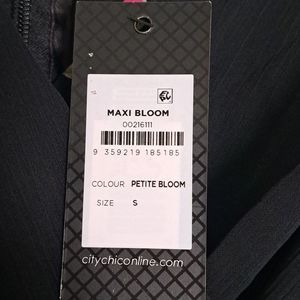 MAXI BLOOM
00216111
9 359219 185185
COLOUR PETITE BLOOM
SIZE S
citychiconline.com